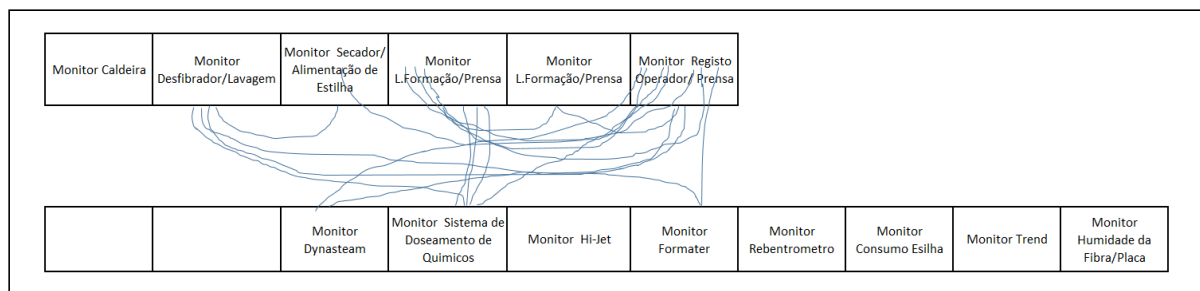 Monitor Caldeira
Monitor
Desfibrador/Lavagem
Monitor Secador/
Alimentação de
Estilha
Monitor
L.Formação/Prensa
Monitor
L.Formação/Prensa
Monitor Registo
Operador/ Prensa
Monitor
Dynasteam
Monitor Sistema de
Doseamento de
Quimicos
Monitor Hi-Jet
Monitor
Formater
Monitor
Rebentrometro
Monitor
Consumo Esilha
Monitor Trend
Monitor
Humidade da
Fibra/Placa